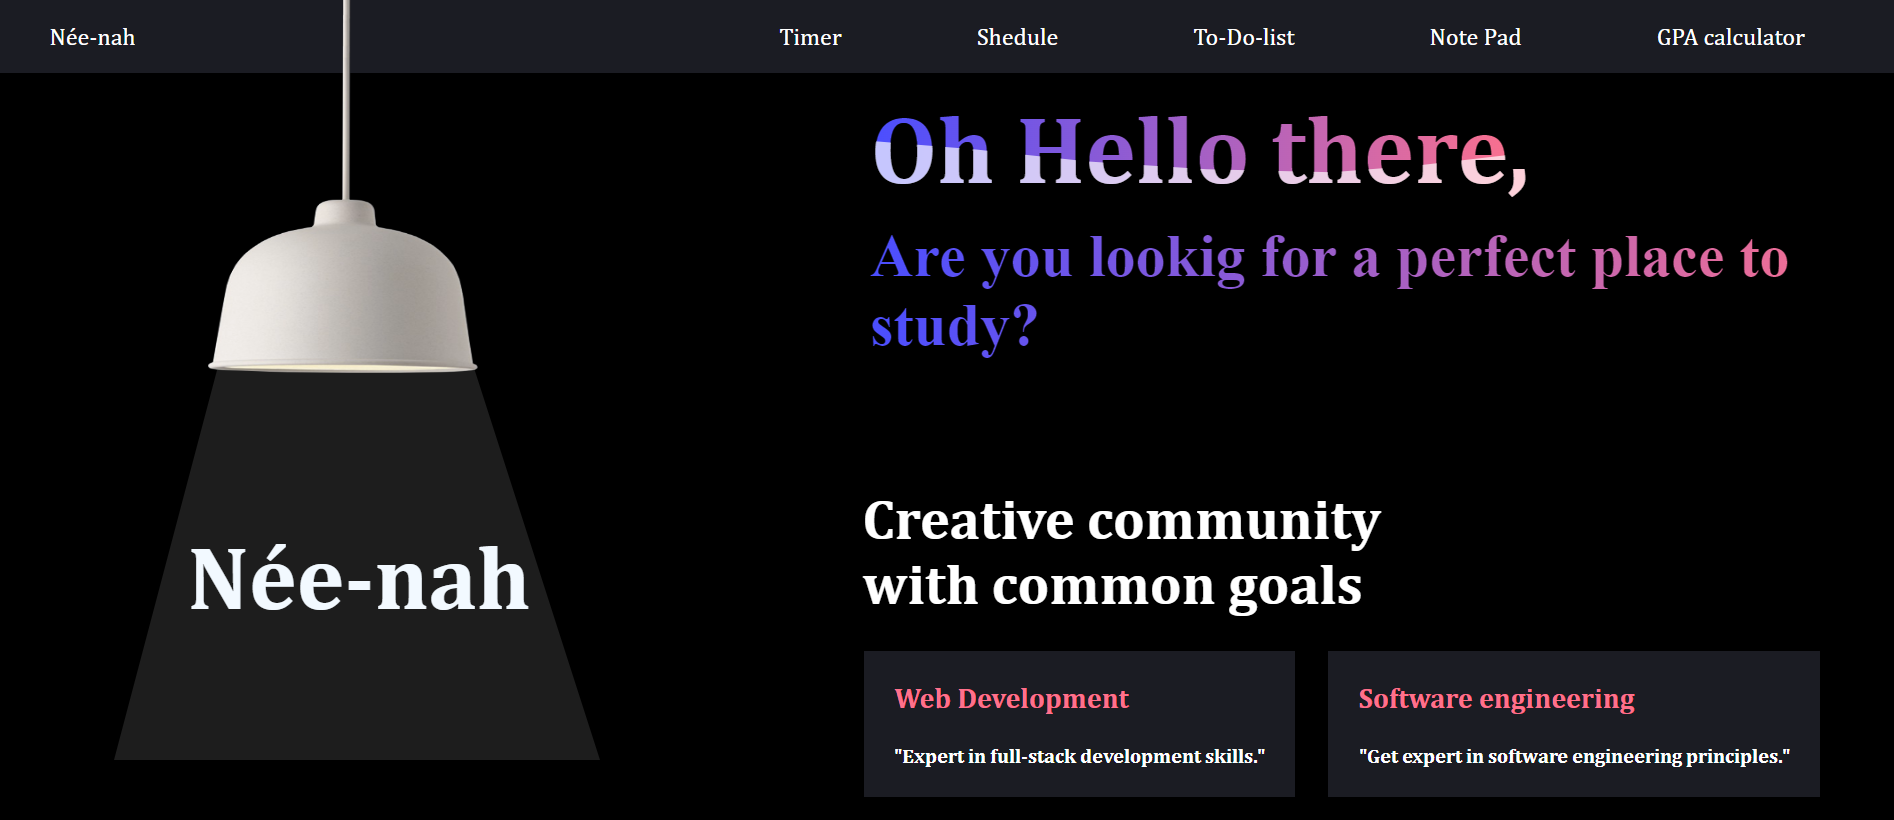 Née-nah
Timer
Shedule
To-Do-list
Note Pad
GPA calculator
Oh Hello there,
Are you lookig for a perfect place to
study?
Née-nah
Creative community
with common goals
Web Development
"Expert in full-stack development skills."
Software engineering
"Get expert in software engineering principles."